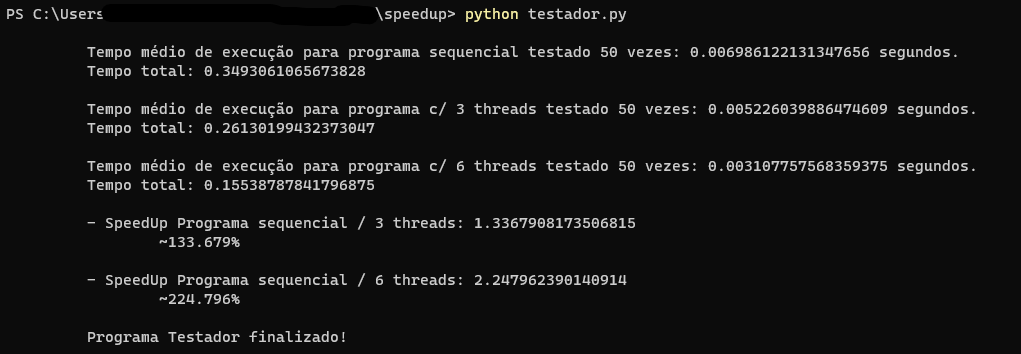 PS C:\Users\speedup> python testador.py
Tempo médio de execução para programa sequencial testado 50 vezes: 0.006986122131347656 segundos.
Tempo total: 0.3493061065673828
Tempo médio de execução para programa c/ 3 threads testado 50 vezes: 0.005226039886474609 segundos.
Tempo total: 0.26130199432373047
Tempo médio de execução para programa c/ 6 threads testado 50 vezes: 0.003107757568359375 segundos.
Tempo total: 0.15538787841796875
- SpeedUp Programa sequencial / 3 threads: 1.3367908173506815
~133.679%
- SpeedUp Programa sequencial / 6 threads: 2.247962390140914
~224.796%
Programa Testador finalizado!